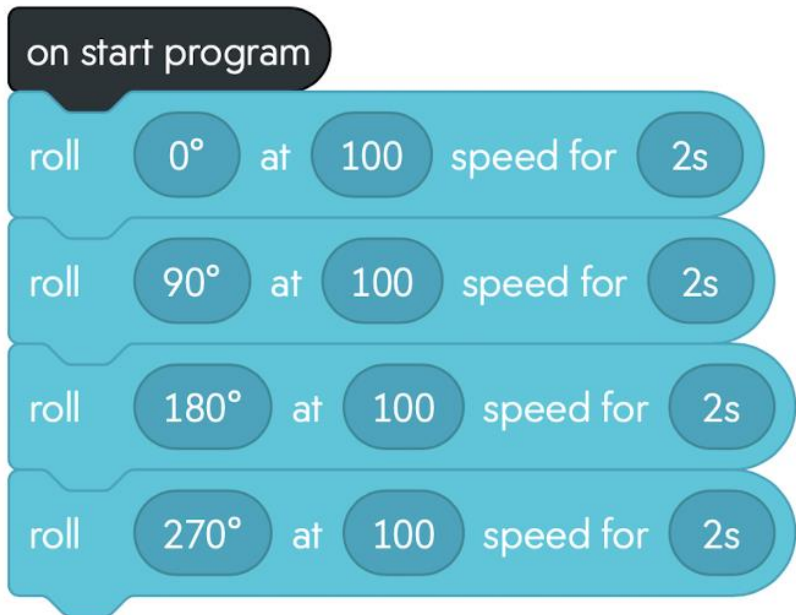 on start program
roll 0° at 100 speed for 2s
roll 90° at 100 speed for 2s
roll 180° at 100 speed for 2s
roll 270° at 100 speed for 2s